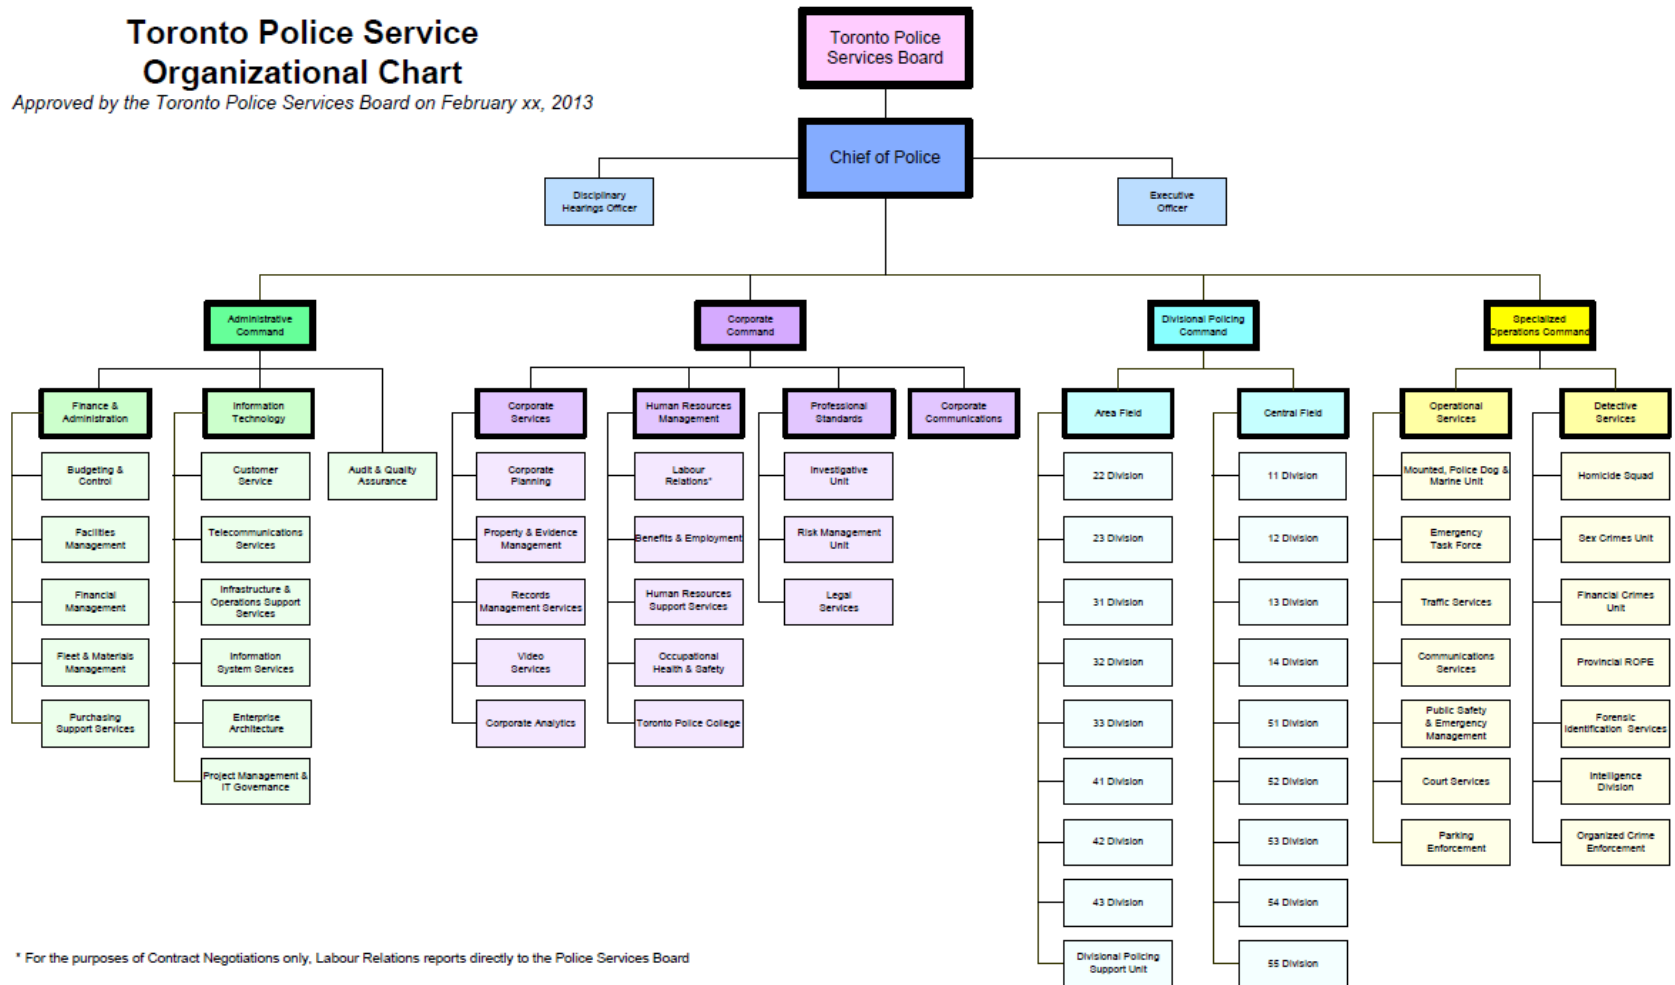 Toronto Police Service
Organizational Chart
Approved by the Toronto Police Services Board on February xx, 2013
Toronto Police
Services Board
Chief of Police
Disciplinary
Hearings Officer
Executive
Officer
Administrative
Command
Corporate
Command
Divisional Policing
Command
Specialized
Operations Command
Finance &
Administration
Budgeting &
Control
Facilities
Management
Financial
Management
Fleet & Materials
Management
Purchasing
Support Services
Information
Technology
Customer
Service
Telecommunications
Services
Infrastructure &
Operations Support
Services
Information
System Services
Enterprise
Architecture
Project Management &
IT Governance
Audit & Quality
Assurance
Corporate
Services
Corporate
Planning
Property & Evidence
Management
Records
Management Services
Video
Services
Corporate Analytics
Human Resources
Management
Labour
Relations*
Benefits & Employment
Human Resources
Support Services
Occupational
Health & Safety
Toronto Police College
Professional
Standards
Investigative
Unit
Risk Management
Unit
Legal
Services
Corporate
Communications
Area Field
22 Division
23 Division
31 Division
32 Division
33 Division
41 Division
42 Division
43 Division
Divisional Policing
Support Unit
Central Field
11 Division
12 Division
13 Division
14 Division
51 Division
52 Division
53 Division
54 Division
55 Division
Operational
Services
Mounted, Police Dog &
Marine Unit
Emergency
Task Force
Traffic Services
Communications
Services
Public Safety
& Emergency
Management
Court Services
Parking
Enforcement
Detective
Services
Homicide Squad
Sex Crimes Unit
Financial Crimes
Unit
Provincial ROPE
Forensic
Identification Services
Intelligence
Division
Organized Crime
Enforcement
* For the purposes of Contract Negotiations only, Labour Relations reports directly to the Police Services Board